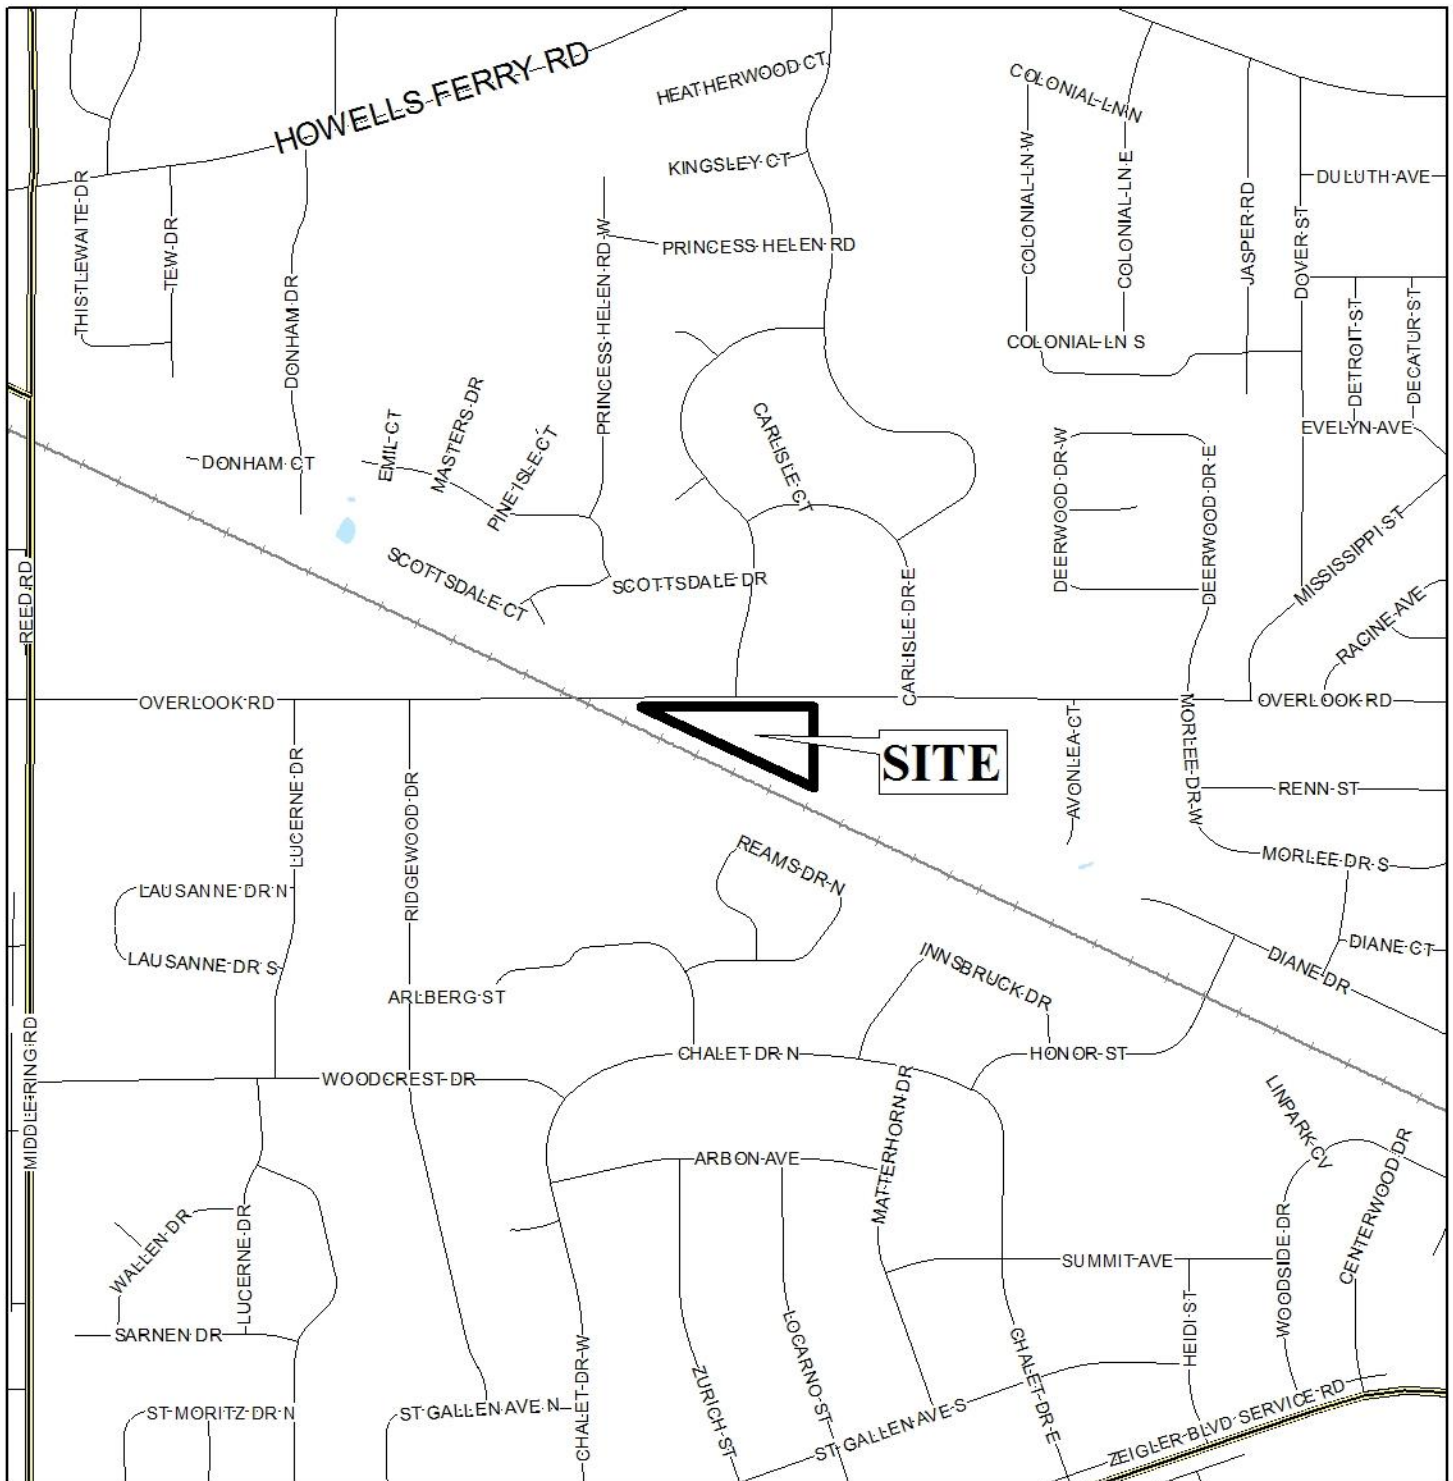 HOWELLS FERRY RD
HEATHERWOOD CT
COLONIAL LN N
KINGSLEY CT
COLONIAL LN W
COLONIAL LN E
DULUTH AVE
THISTLEWAITE DR
TEW DR
JASPER RD
DOVER ST
PRINCESS HELEN RD
PRINCESS HELEN RD W
DONHAM DR
COLONIAL LN S
DETROIT ST
DECATUR ST
EMIL CT
MASTERS DR
PINE ISLE CT
CARLISLE CT
EVELYN AVE
DONHAM CT
DEERWOOD DR W
DEERWOOD DR E
MISSISSIPPI ST
SCOTTSDALE CT
SCOTTSDALE DR
REED RD
CARLISLE DR E
RACINE AVE
OVERLOOK RD
OVERLOOK RD
LUCERNE DR
RIDGEWOOD DR
SITE
AVONLEA CT
MORLEE DR W
RENN ST
REAMS DR N
MORLEE DR S
LAUSANNE DR N
LAUSANNE DR S
ARLBERG ST
INNSBRUCK DR
DIANE DR
DIANE CT
MIDDLE RING RD
CHALET DR N
HONOR ST
WOODCREST DR
MATTERHORN DR
LINPARK CV
ARBON AVE
CENTERWOOD DR
WALLEN DR
LUCERNE DR
SUMMIT AVE
WOODSIDE DR
SARNEN DR
HEIDI ST
CHALET DR W
ZURICH ST
LOCARNO ST
CHALET DR E
ST MORITZ DR N
ST GALLEN AVE N
ST GALLEN AVE S
ZEIGLER BLVD SERVICE RD